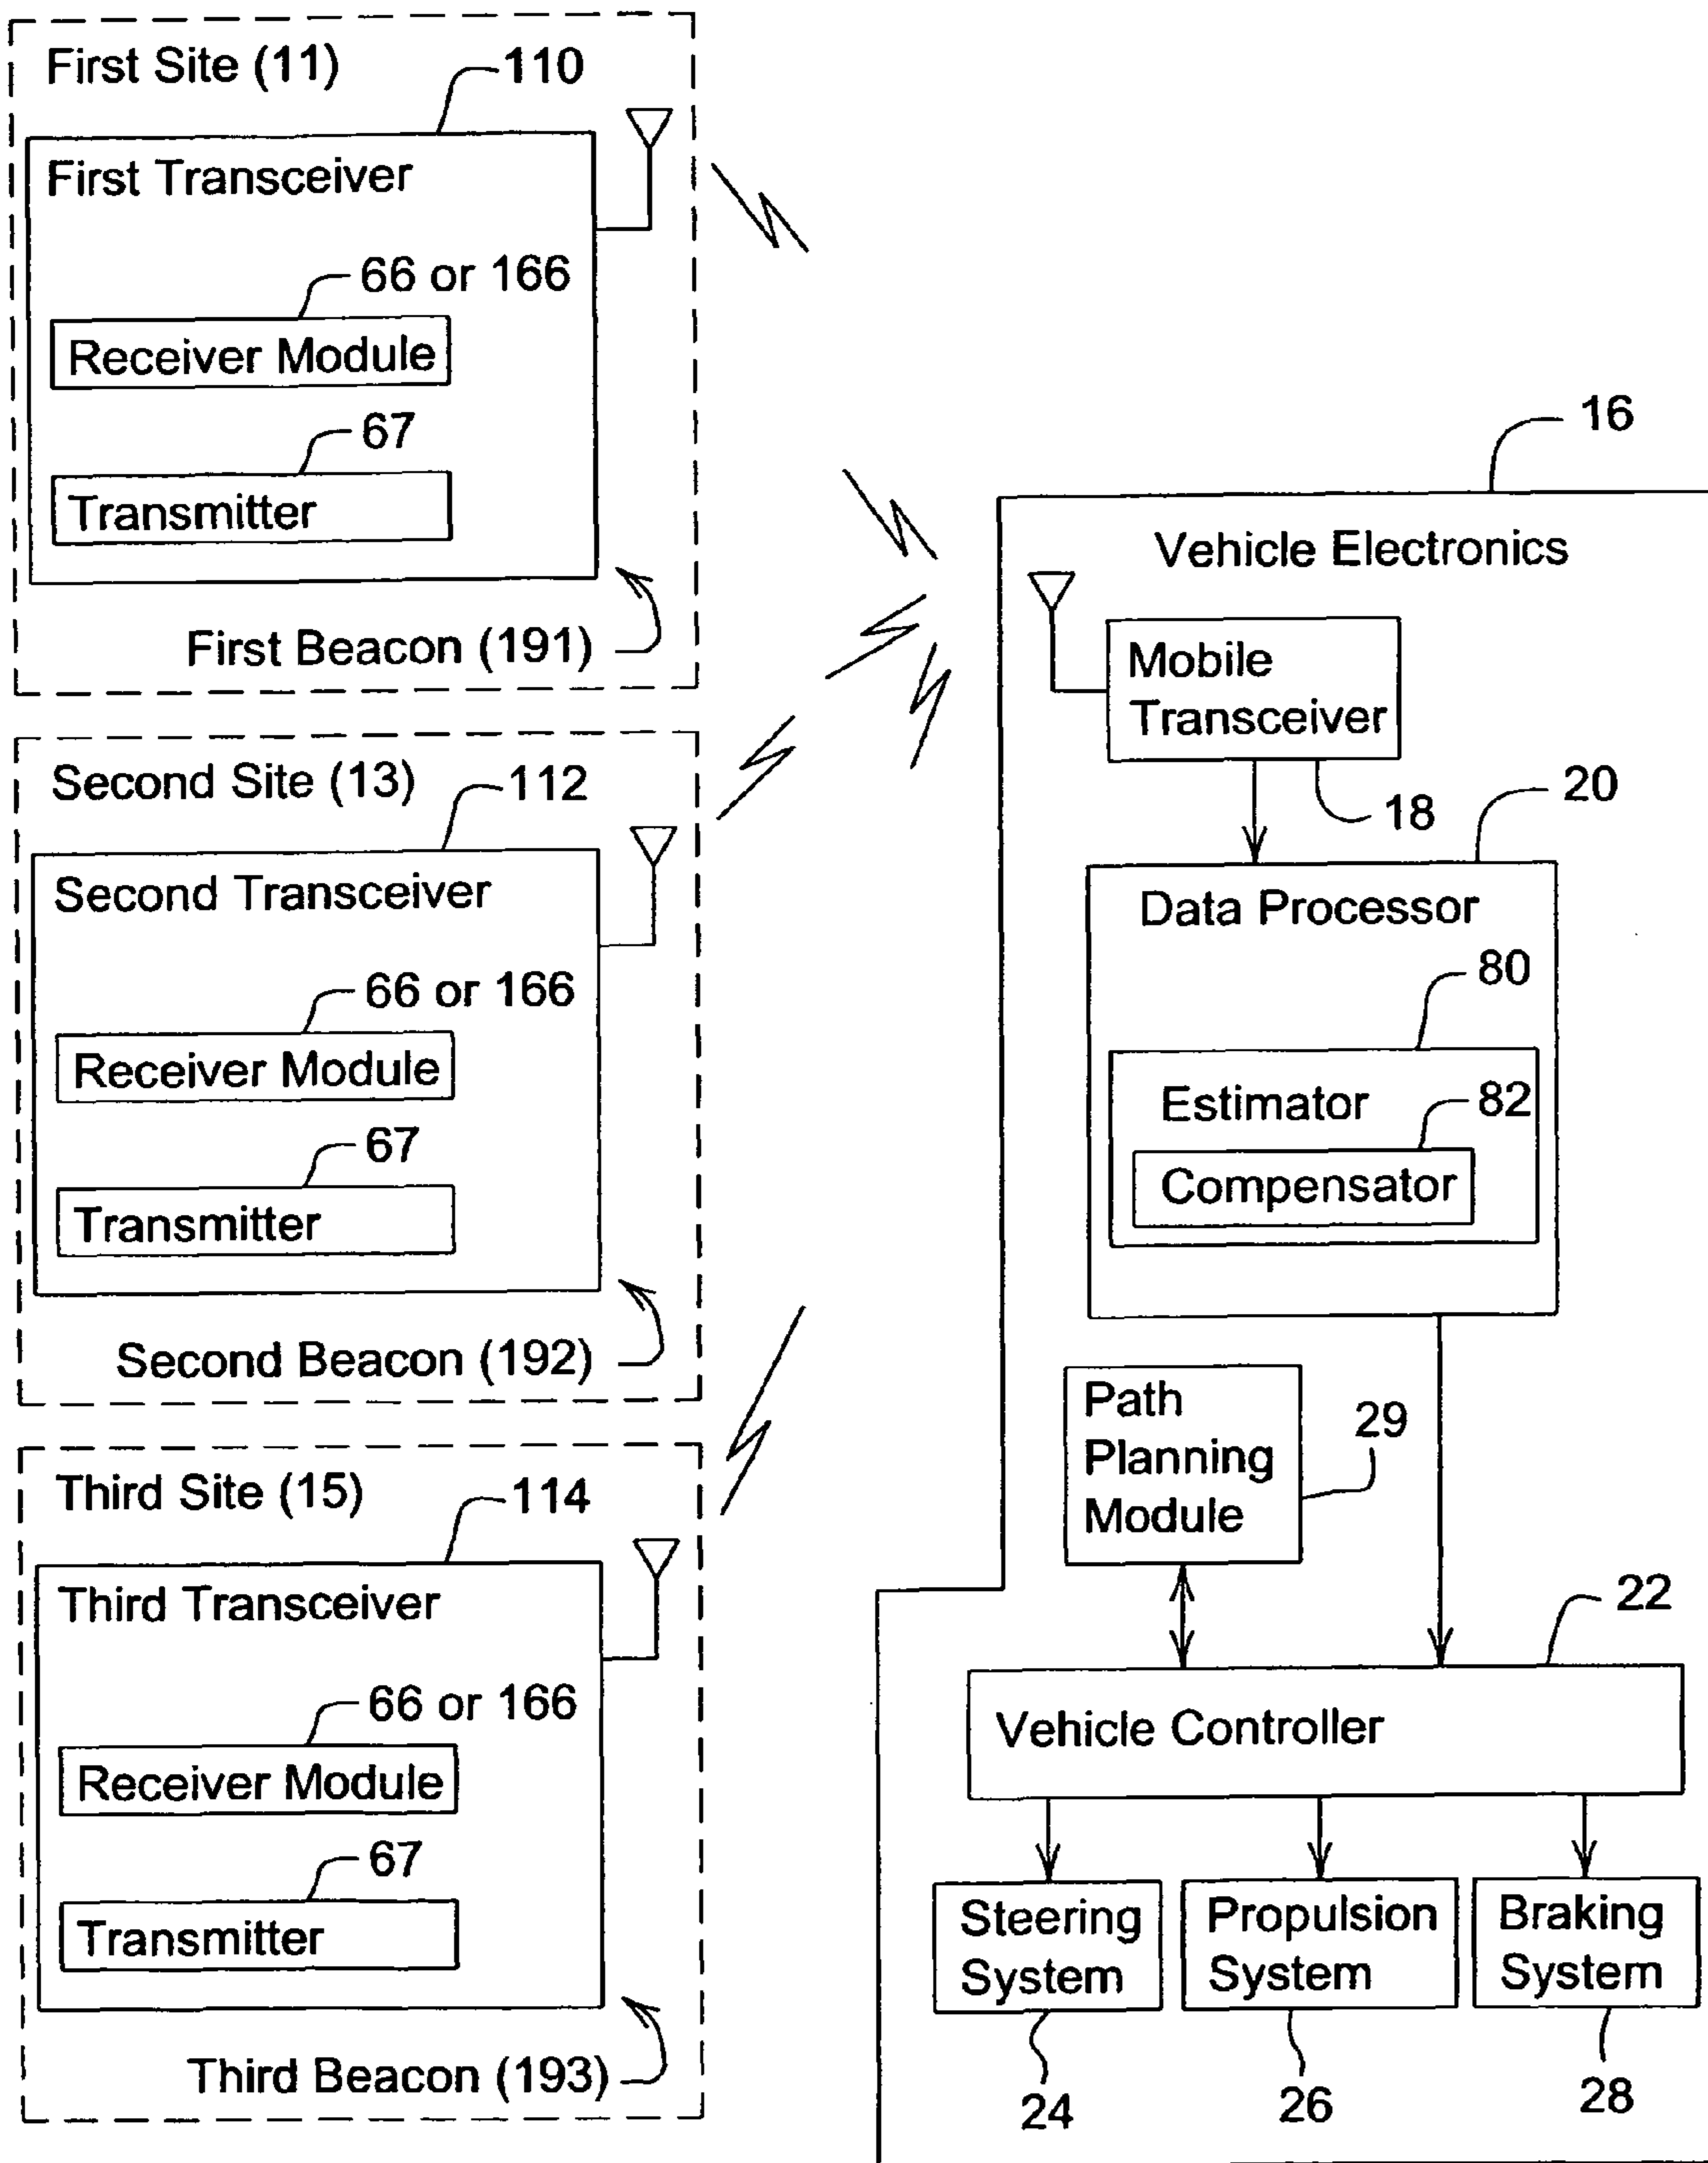 First Site (11)
110
First Transceiver
66 or 166
Receiver Module
67
Transmitter
First Beacon (191)
Second Site (13)
112
Second Transceiver
66 or 166
Receiver Module
67
Transmitter
Second Beacon (192)
Third Site (15)
114
Third Transceiver
66 or 166
Receiver Module
67
Transmitter
Third Beacon (193)
16
Vehicle Electronics
Mobile
Transceiver
18
20
Data Processor
80
Estimator
82
Compensator
Path
Planning
Module
29
22
Vehicle Controller
Steering
System
Propulsion
System
Braking
System
24
26
28